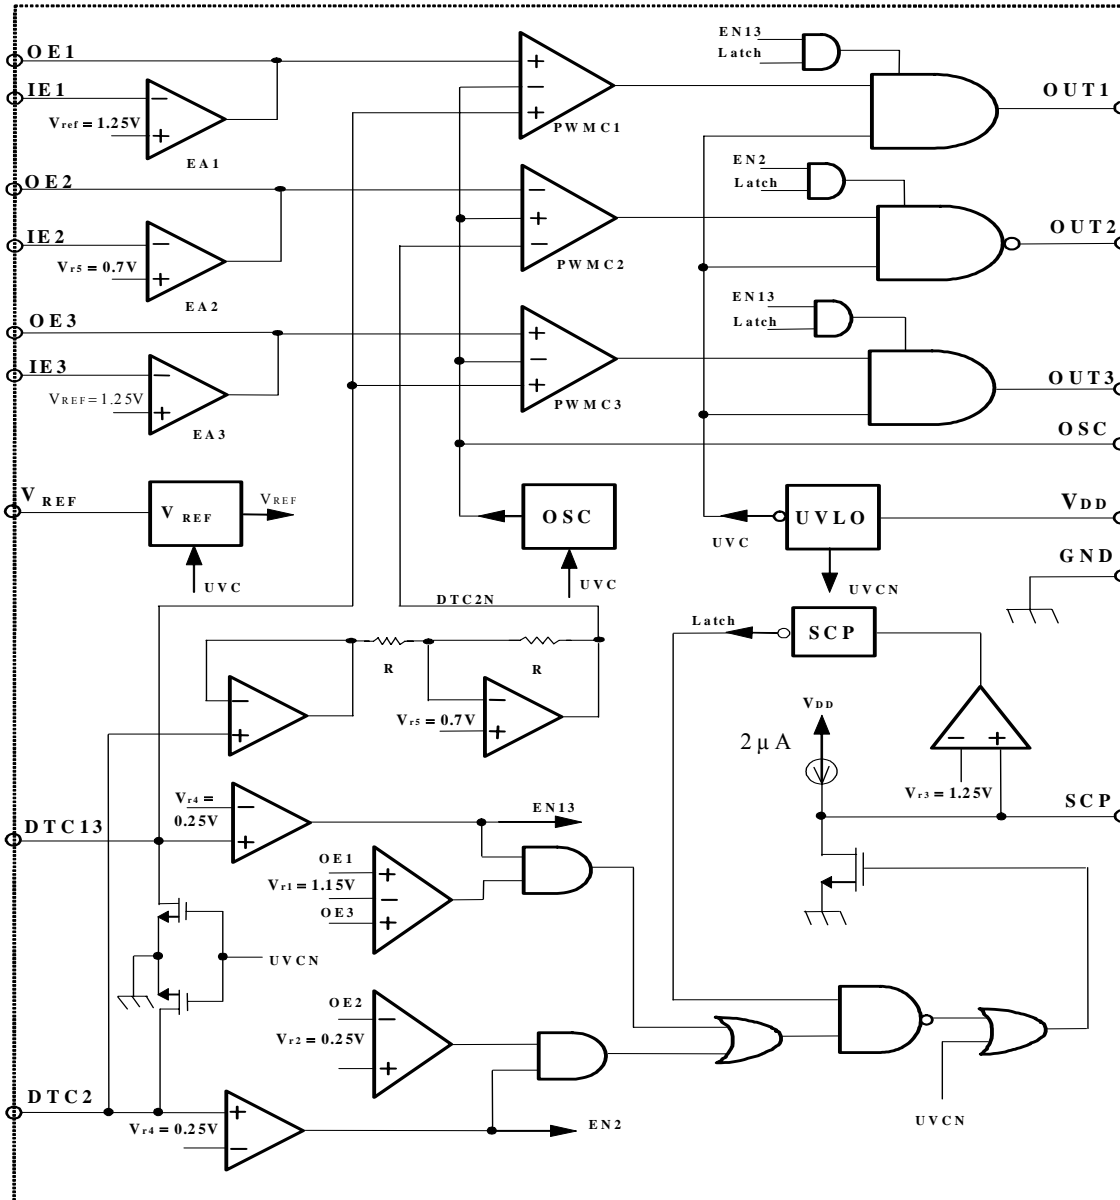 EN13
Latch
OE1
+
IE1
−
−
OUT1
Vref = 1.25V
+
+
PWMC1
EA1
EN2
Latch
OE2
−
IE2
−
+
OUT2
Vr5 = 0.7V
+
−
PWMC2
EA2
EN13
Latch
OE3
+
IE3
−
−
OUT3
VREF=1.25V
+
+
PWMC3
EA3
OSC
VREF
VREF
VREF
OSC
UVLO
VDD
UVC
UVC
UVC
UVCN
GND
DTC2N
Latch
SCP
R
R
−
−
Vr5 = 0.7V
+
+
VDD
2 μA
−
+
Vr3 = 1.25V
Vr4 =
0.25V
−
EN13
SCP
DTC13
+
OE1
+
Vr1 = 1.15V
−
OE3
+
UVCN
OE2
−
Vr2 = 0.25V
+
DTC2
+
Vr4 = 0.25V
−
EN2
UVCN